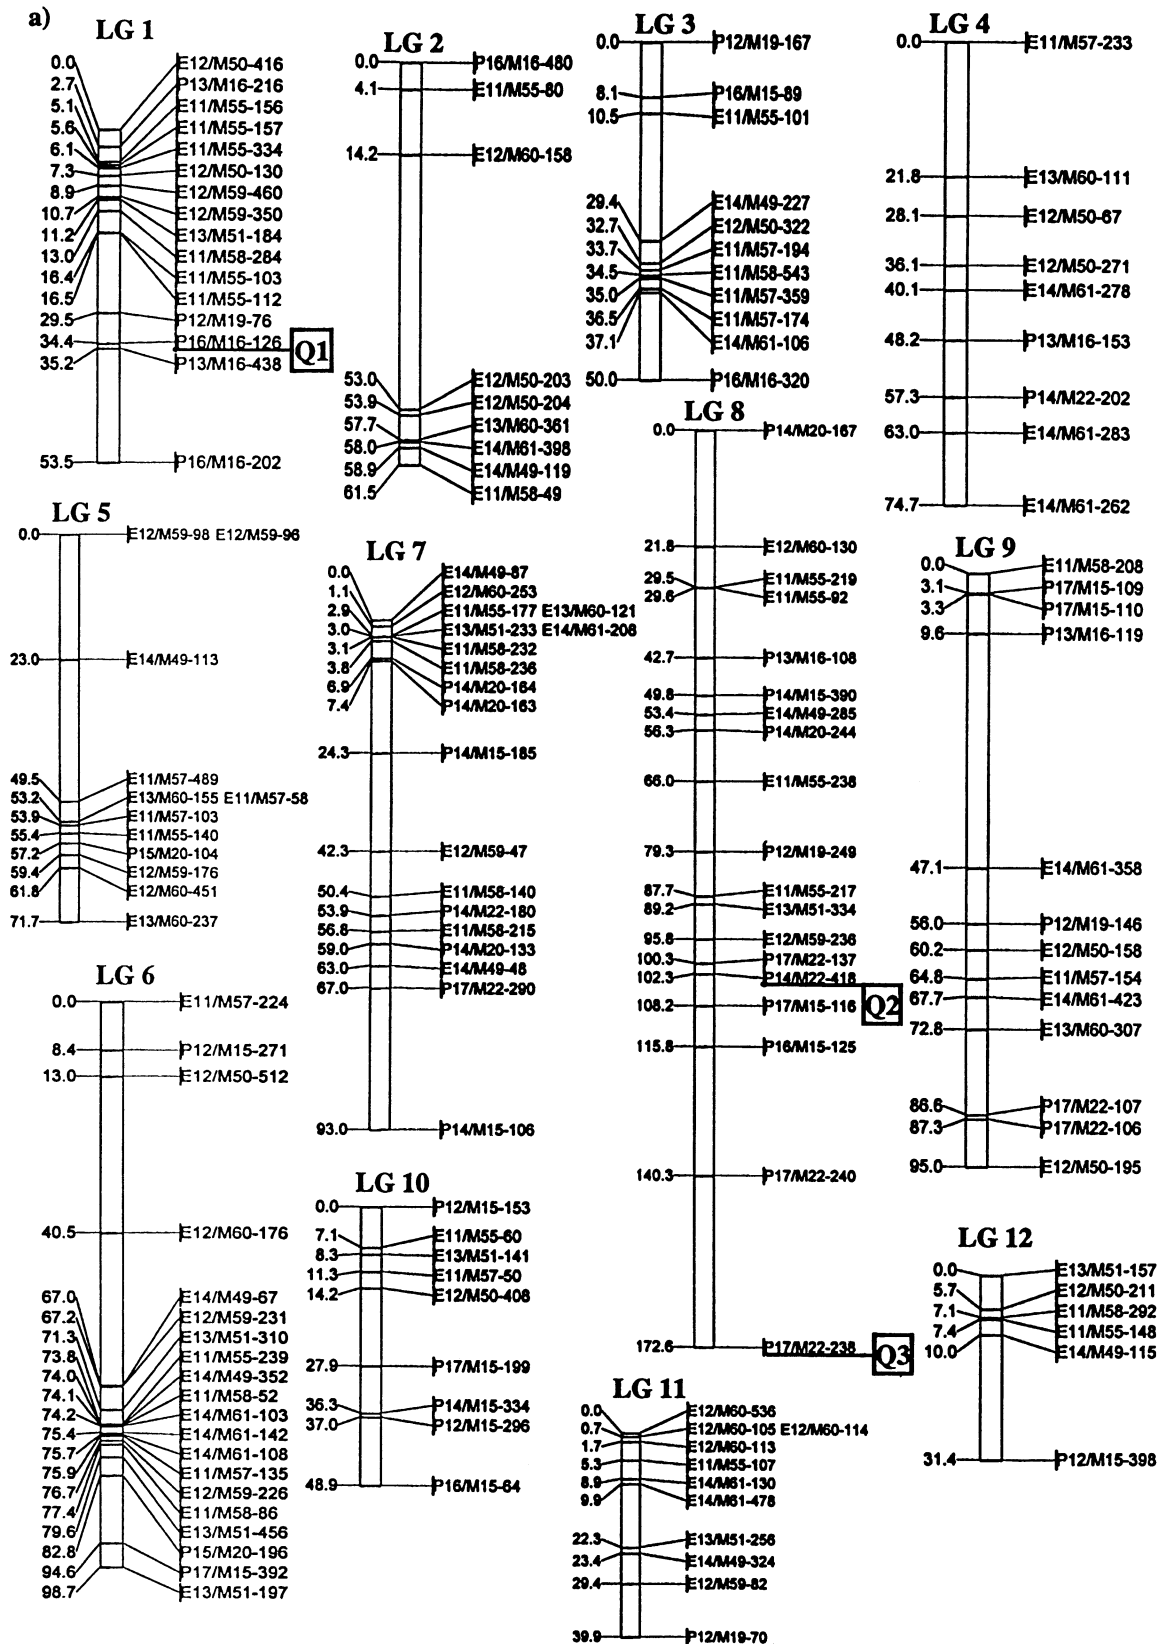 a)
LG 1
0.0 E12/M50-416
2.7 P13/M16-216
5.1 E11/M55-156
5.6 E11/M55-157
6.1 E11/M55-334
7.3 E12/M50-130
8.9 E12/M59-460
10.7 E12/M59-350
11.2 E13/M51-184
13.0 E11/M58-284
16.4 E11/M55-103
16.5 E11/M55-112
29.5 P12/M19-76
34.4 P16/M16-126
Q1
35.2 P13/M16-438
53.5 P16/M16-202
LG 2
0.0 P16/M16-480
4.1 E11/M55-80
14.2 E12/M60-158
53.0 E12/M50-203
53.9 E12/M50-204
57.7 E13/M60-361
58.0 E14/M61-398
58.9 E14/M49-119
61.5 E11/M58-49
LG 3
0.0 P12/M19-167
8.1 P16/M15-89
10.5 E11/M55-101
29.4 E14/M49-227
32.7 E12/M50-322
33.7 E11/M57-194
34.5 E11/M58-543
35.0 E11/M57-359
36.5 E11/M57-174
37.1 E14/M61-106
50.0 P16/M16-320
LG 4
0.0 E11/M57-233
21.8 E13/M60-111
28.1 E12/M50-67
36.1 E12/M50-271
40.1 E14/M61-278
48.2 P13/M16-153
57.3 P14/M22-202
63.0 E14/M61-283
74.7 E14/M61-262
LG 5
0.0 E12/M59-98 E12/M59-96
23.0 E14/M49-113
49.5 E11/M57-489
53.2 E13/M60-155 E11/M57-58
53.9 E11/M57-103
55.4 E11/M55-140
57.2 P15/M20-104
59.4 E12/M59-176
61.8 E12/M60-451
71.7 E13/M60-237
LG 6
0.0 E11/M57-224
8.4 P12/M15-271
13.0 E12/M50-512
40.5 E12/M60-176
67.0 E14/M49-67
67.2 E12/M59-231
71.3 E13/M51-310
73.8 E11/M55-239
74.0 E14/M49-352
74.1 E11/M58-52
74.2 E14/M61-103
75.4 E14/M61-142
75.7 E14/M61-108
75.9 E11/M57-135
76.7 E12/M59-226
77.4 E11/M58-86
79.6 E13/M51-456
82.8 P15/M20-196
94.6 P17/M15-392
98.7 E13/M51-197
LG 7
0.0 E14/M49-87
1.1 E12/M60-253
2.9 E11/M55-177 E13/M60-121
3.0 E13/M51-233 E14/M61-208
3.1 E11/M58-232
3.8 E11/M58-236
6.9 P14/M20-164
7.4 P14/M20-163
24.3 P14/M15-185
42.3 E12/M59-47
50.4 E11/M58-140
53.9 P14/M22-180
56.8 E11/M58-215
59.0 P14/M20-133
63.0 E14/M49-48
67.0 P17/M22-290
93.0 P14/M15-106
LG 8
0.0 P14/M20-167
21.8 E12/M60-130
29.5 E11/M55-219
29.6 E11/M55-92
42.7 P13/M16-108
49.8 P14/M15-390
53.4 E14/M49-285
56.3 P14/M20-244
66.0 E11/M55-238
79.3 P12/M19-249
87.7 E11/M55-217
89.2 E13/M51-334
95.8 E12/M59-236
100.3 P17/M22-137
102.3 P14/M22-418
Q2
108.2 P17/M15-116
115.8 P16/M15-125
140.3 P17/M22-240
172.6 P17/M22-238
Q3
LG 9
0.0 E11/M58-208
3.1 P17/M15-109
3.3 P17/M15-110
9.6 P13/M16-119
47.1 E14/M61-358
56.0 P12/M19-146
60.2 E12/M50-158
64.8 E11/M57-154
67.7 E14/M61-423
72.8 E13/M60-307
86.6 P17/M22-107
87.3 P17/M22-106
95.0 E12/M50-195
LG 10
0.0 P12/M15-153
7.1 E11/M55-60
8.3 E13/M51-141
11.3 E11/M57-50
14.2 E12/M50-408
27.9 P17/M15-199
36.3 P14/M15-334
37.0 P12/M15-296
48.9 P16/M15-64
LG 11
0.0 E12/M60-536
0.7 E12/M60-105 E12/M60-114
1.7 E12/M60-113
5.3 E11/M55-107
8.9 E14/M61-130
9.9 E14/M61-478
22.3 E13/M51-256
23.4 E14/M49-324
29.4 E12/M59-82
39.9 P12/M19-70
LG 12
0.0 E13/M51-157
5.7 E12/M50-211
7.1 E11/M58-292
7.4 E11/M55-148
10.0 E14/M49-115
31.4 P12/M15-398